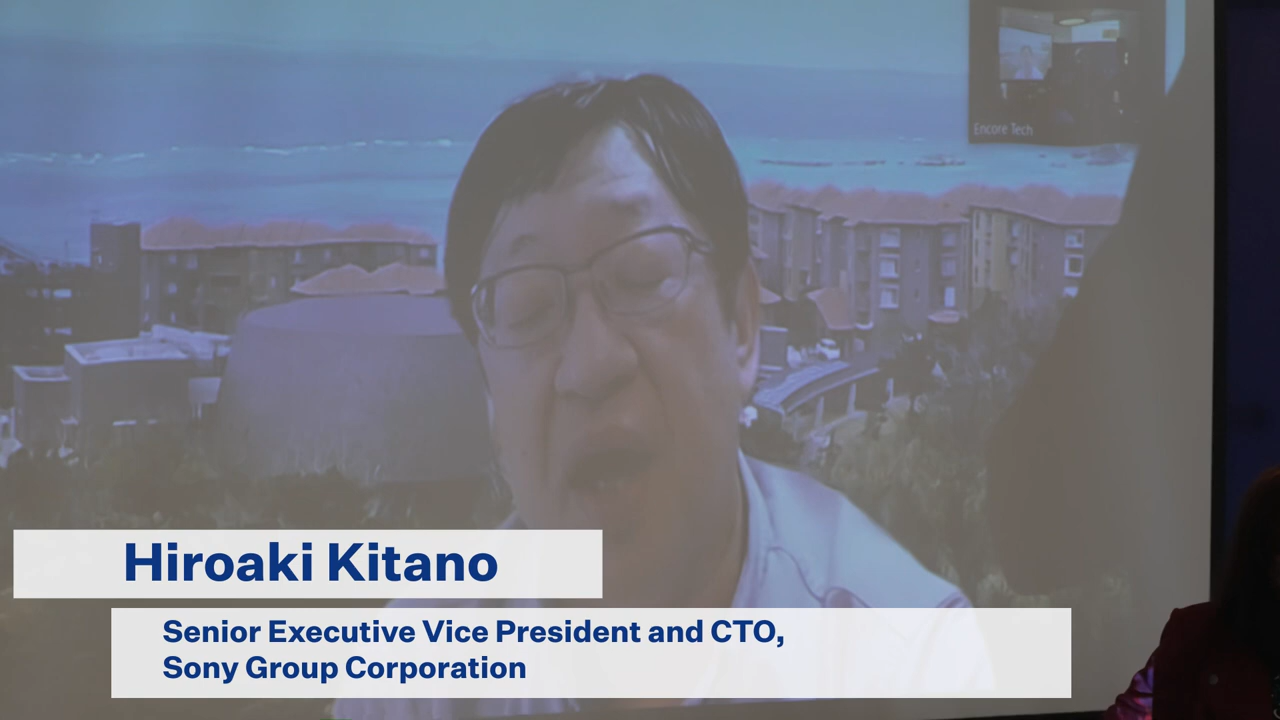 Encore Tech
Hiroaki Kitano
Senior Executive Vice President and CTO,
Sony Group Corporation